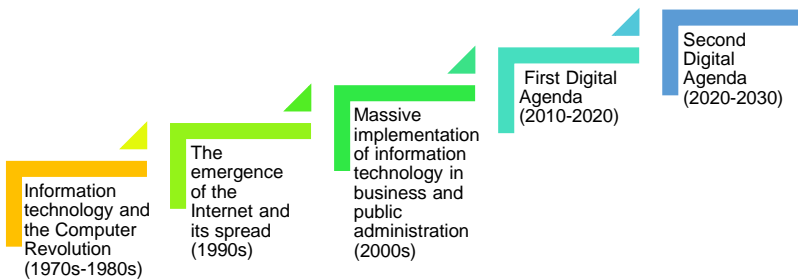 Information
technology and
the Computer
Revolution
(1970s-1980s)
The
emergence
of the
Internet and
its spread
(1990s)
Massive
implementation
of information
technology in
business and
public
administration
(2000s)
First Digital
Agenda
(2010-2020)
Second
Digital
Agenda
(2020-2030)